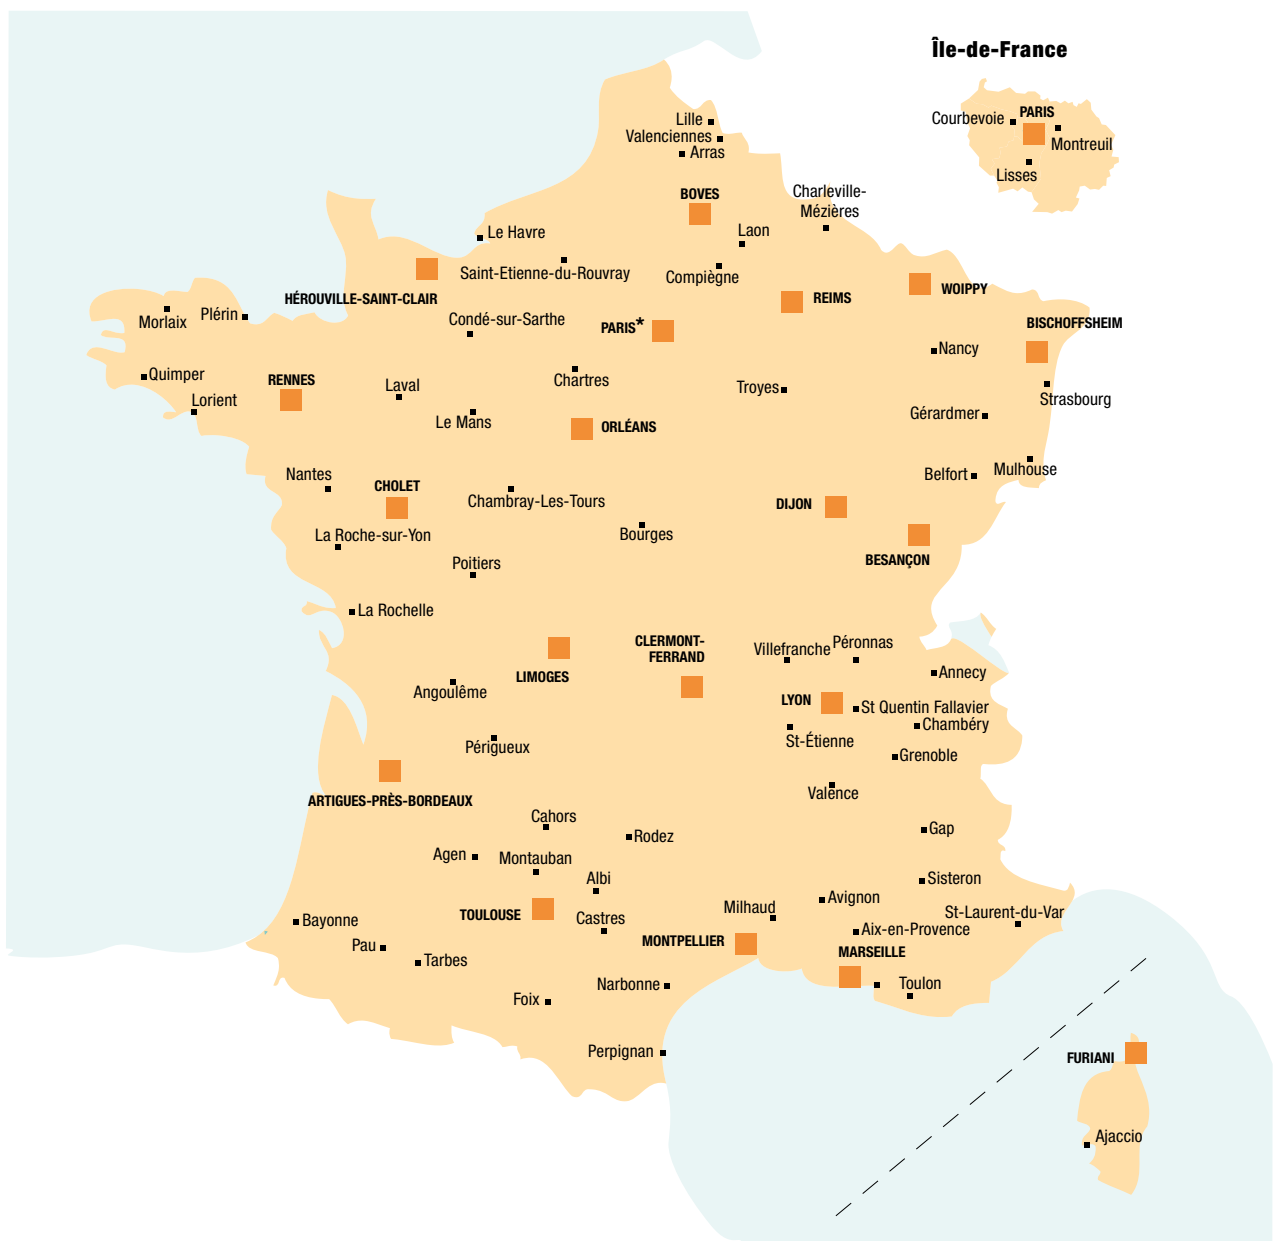 Île-de-France
Courbevoie
PARIS
Montreuil
Lisses
Lille
Valenciennes
Arras
BOVES
Charleville-
Mézières
Laon
Le Havre
Saint-Etienne-du-Rouvray
Compiègne
HÉROUVILLE-SAINT-CLAIR
REIMS
WOIPPY
Morlaix
Plérin
Condé-sur-Sarthe
PARIS*
BISCHOFFSHEIM
Nancy
Quimper
RENNES
Laval
Chartres
Troyes
Strasbourg
Lorient
Le Mans
ORLÉANS
Gérardmer
Nantes
CHOLET
Chambray-Les-Tours
Belfort
Mulhouse
DIJON
La Roche-sur-Yon
Bourges
BESANÇON
Poitiers
La Rochelle
CLERMONT-
FERRAND
Villefranche
Péronnas
LIMOGES
Annecy
Angoulême
LYON
St Quentin Fallavier
Chambéry
Périgueux
St-Étienne
Grenoble
Valence
ARTIGUES-PRÈS-BORDEAUX
Cahors
Rodez
Gap
Agen
Montauban
Albi
Sisteron
Avignon
TOULOUSE
Castres
Milhaud
St-Laurent-du-Var
Bayonne
Aix-en-Provence
MONTPELLIER
Pau
MARSEILLE
Tarbes
Narbonne
Toulon
Foix
Perpignan
FURIANI
Ajaccio